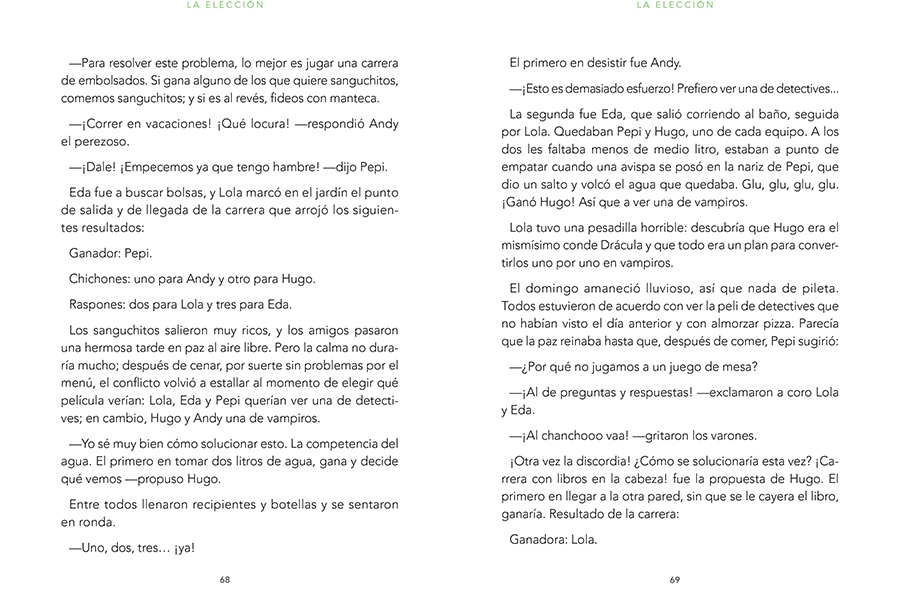 LA ELECCIÓN
—Para resolver este problema, lo mejor es jugar una carrera
de embolsados. Si gana alguno de los que quiere sanguchitos,
comemos sanguchitos; y si es al revés, fideos con manteca.
—¡Correr en vacaciones! ¡Qué locura! —respondió Andy
el perezoso.
—¡Dale! ¡Empecemos ya que tengo hambre! —dijo Pepi.
Eda fue a buscar bolsas, y Lola marcó en el jardín el punto
de salida y de llegada de la carrera que arrojó los siguien-
tes resultados:
Ganador: Pepi.
Chichones: uno para Andy y otro para Hugo.
Raspones: dos para Lola y tres para Eda.
Los sanguchitos salieron muy ricos, y los amigos pasaron
una hermosa tarde en paz al aire libre. Pero la calma no dura-
ría mucho; después de cenar, por suerte sin problemas por el
menú, el conflicto volvió a estallar al momento de elegir qué
película verían: Lola, Eda y Pepi querían ver una de detecti-
ves; en cambio, Hugo y Andy una de vampiros.
—Yo sé muy bien cómo solucionar esto. La competencia del
agua. El primero en tomar dos litros de agua, gana y decide
qué vemos —propuso Hugo.
Entre todos llenaron recipientes y botellas y se sentaron
en ronda.
—Uno, dos, tres… ¡ya!
68
LA ELECCIÓN
El primero en desistir fue Andy.
—¡Esto es demasiado esfuerzo! Prefiero ver una de detectives...
La segunda fue Eda, que salió corriendo al baño, seguida
por Lola. Quedaban Pepi y Hugo, uno de cada equipo. A los
dos les faltaba menos de medio litro, estaban a punto de
empatar cuando una avispa se posó en la nariz de Pepi, que
dio un salto y volcó el agua que quedaba. Glu, glu, glu, glu.
¡Ganó Hugo! Así que a ver una de vampiros.
Lola tuvo una pesadilla horrible: descubría que Hugo era el
mismísimo conde Drácula y que todo era un plan para conver-
tirlos uno por uno en vampiros.
El domingo amaneció lluvioso, así que nada de pileta.
Todos estuvieron de acuerdo con ver la peli de detectives que
no habían visto el día anterior y con almorzar pizza. Parecía
que la paz reinaba hasta que, después de comer, Pepi sugirió:
—¿Por qué no jugamos a un juego de mesa?
—¡Al de preguntas y respuestas! —exclamaron a coro Lola
y Eda.
—¡Al chanchooo vaa! —gritaron los varones.
¡Otra vez la discordia! ¿Cómo se solucionaría esta vez? ¡Ca-
rrera con libros en la cabeza! fue la propuesta de Hugo. El
primero en llegar a la otra pared, sin que se le cayera el libro,
ganaría. Resultado de la carrera:
Ganadora: Lola.
69